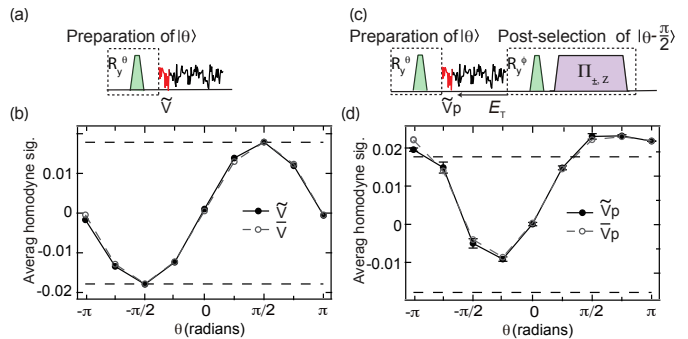 (a)
Preparation of|θ⟩
R_y^θ
Ṽ
(c)
Preparation of|θ⟩
Post-selection of |θ-π/2⟩
R_y^θ
Ṽp
E_T
R_y^ϕ
Π_±,z
(b)
Averag homodyne sig.
0.01
0
-0.01
-0.02
Ṽ
V̄
-π
-π/2
0
π/2
π
θ(radians)
(d)
Averag homodyne sig.
0.02
0.01
0
-0.01
Ṽp
V̄p
-π
-π/2
0
π/2
π
θ(radians)